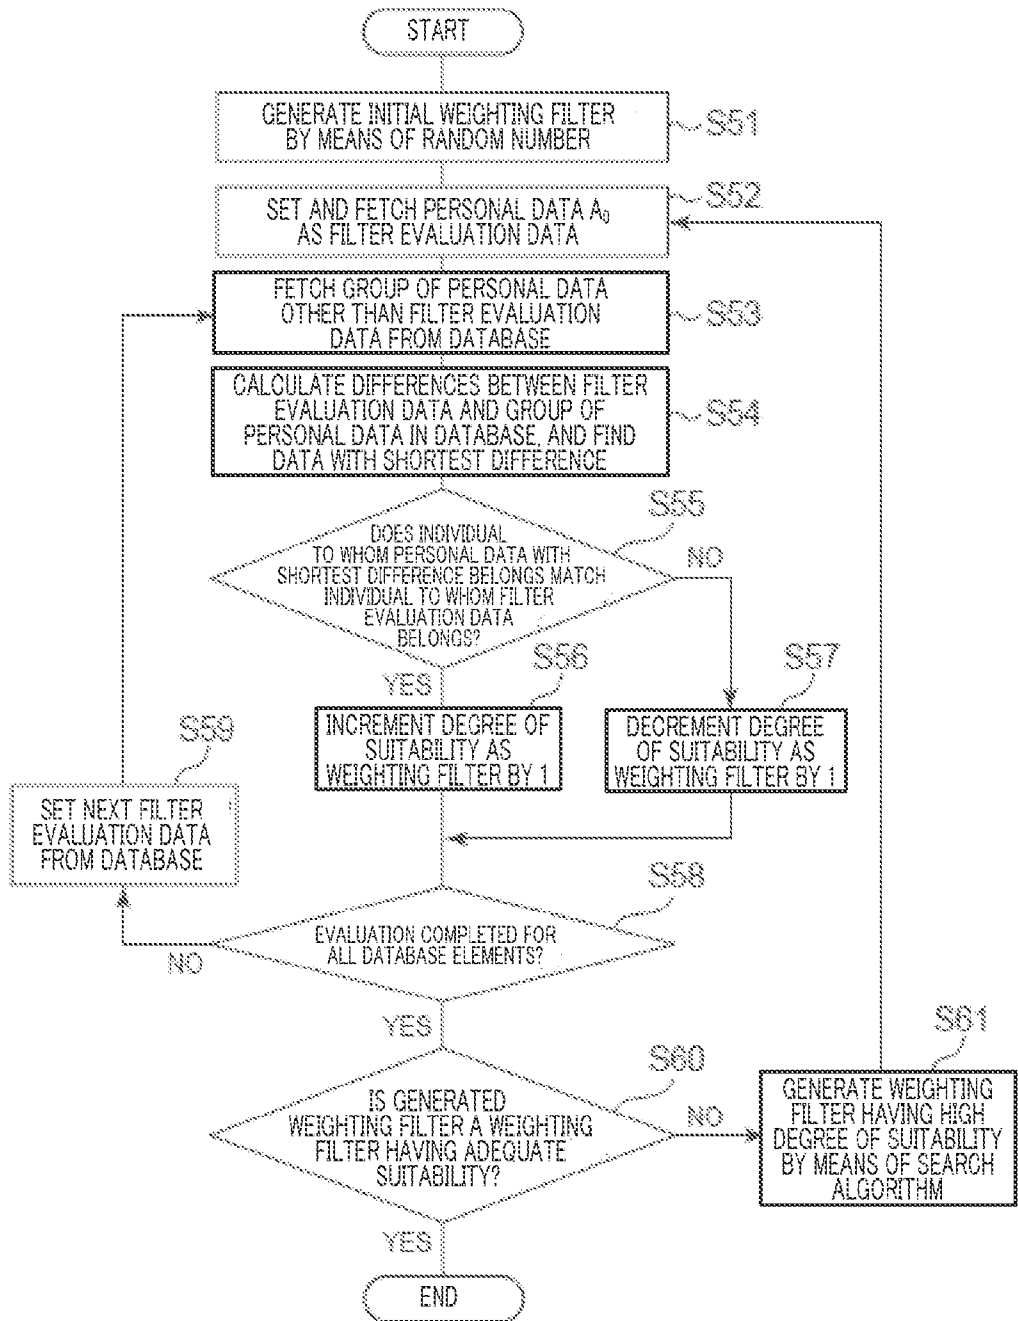 START
GENERATE INITIAL WEIGHTING FILTER
BY MEANS OF RANDOM NUMBER
S51
SET AND FETCH PERSONAL DATA A₀
AS FILTER EVALUATION DATA
S52
FETCH GROUP OF PERSONAL DATA
OTHER THAN FILTER EVALUATION
DATA FROM DATABASE
S53
CALCULATE DIFFERENCES BETWEEN FILTER
EVALUATION DATA AND GROUP OF
PERSONAL DATA IN DATABASE, AND FIND
DATA WITH SHORTEST DIFFERENCE
S54
S55
DOES INDIVIDUAL
TO WHOM PERSONAL DATA WITH
SHORTEST DIFFERENCE BELONGS MATCH
INDIVIDUAL TO WHOM FILTER
EVALUATION DATA
BELONGS?
NO
YES
S56
INCREMENT DEGREE OF
SUITABILITY AS
WEIGHTING FILTER BY 1
S57
DECREMENT DEGREE
OF SUITABILITY AS
WEIGHTING FILTER BY 1
S59
SET NEXT FILTER
EVALUATION DATA
FROM DATABASE
S58
EVALUATION COMPLETED FOR
ALL DATABASE ELEMENTS?
NO
YES
S60
IS GENERATED
WEIGHTING FILTER A WEIGHTING
FILTER HAVING ADEQUATE
SUITABILITY?
NO
S61
GENERATE WEIGHTING
FILTER HAVING HIGH
DEGREE OF SUITABILITY
BY MEANS OF SEARCH
ALGORITHM
YES
END